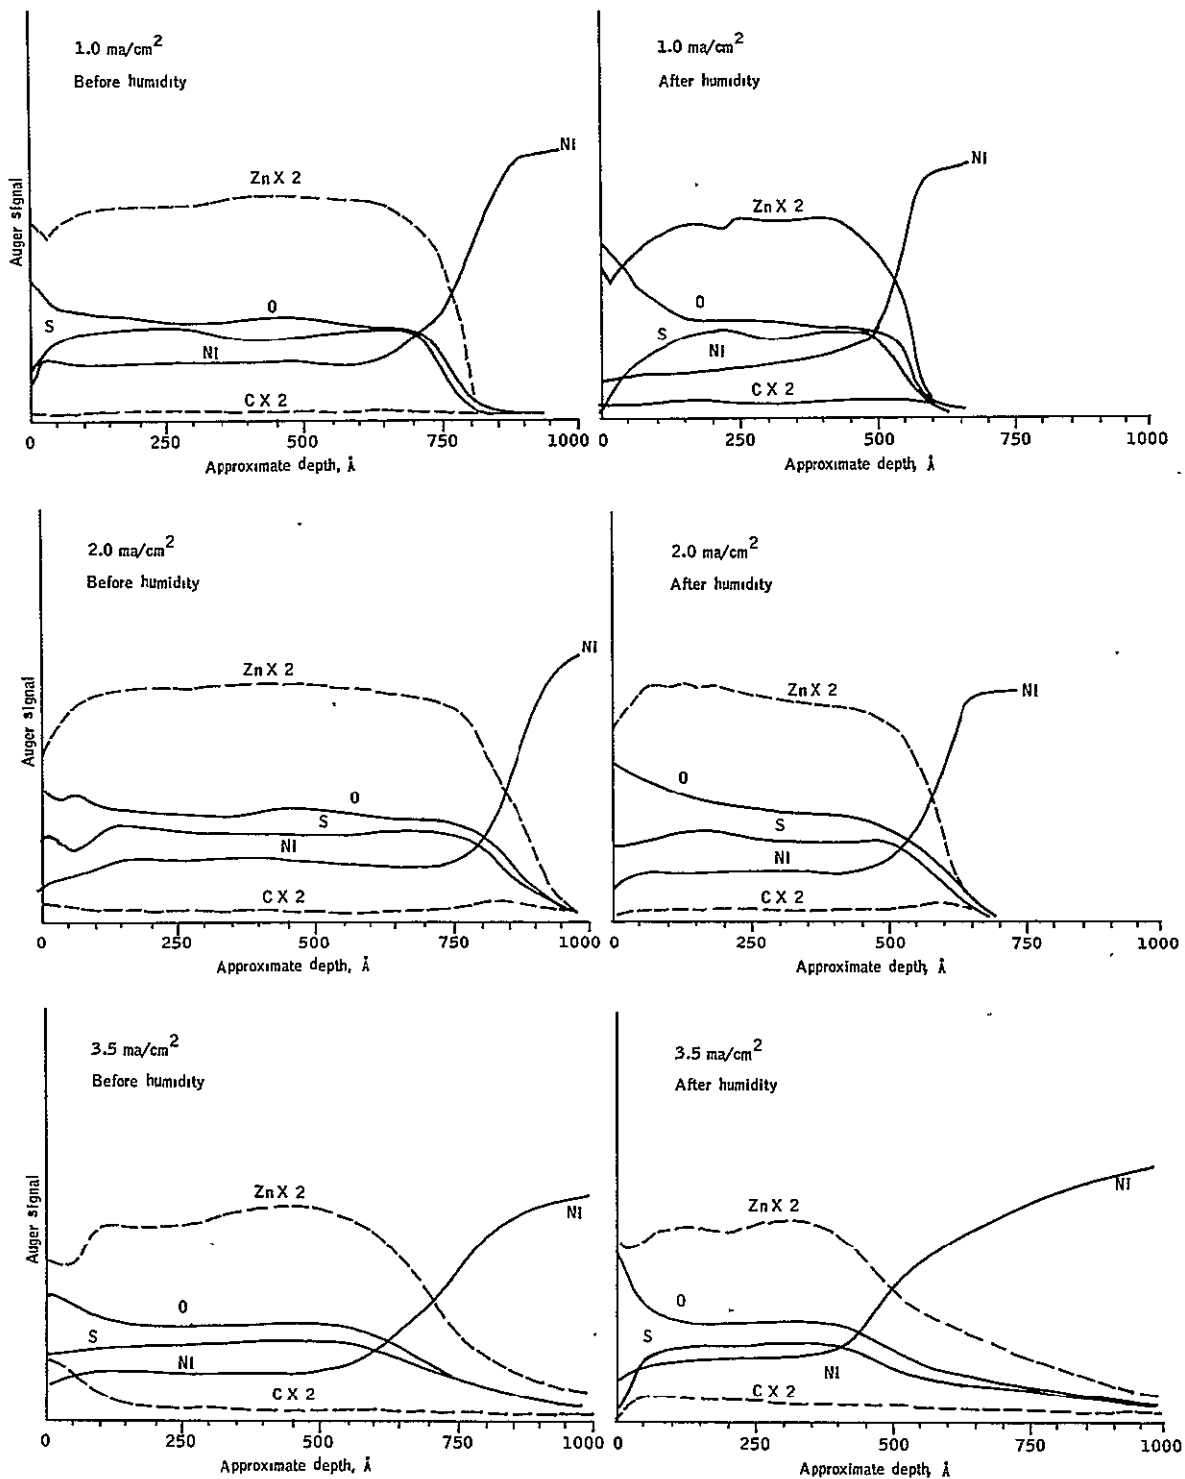 1.0 ma/cm²
Before humidity
Auger signal
Zn X 2
O
S
Ni
Ni
C X 2
0 250 500 750 1000
Approximate depth, Å
1.0 ma/cm²
After humidity
Ni
Zn X 2
O
S
Ni
C X 2
0 250 500 750 1000
Approximate depth, Å
2.0 ma/cm²
Before humidity
Auger signal
Ni
Zn X 2
O
S
Ni
C X 2
0 250 500 750 1000
Approximate depth, Å
2.0 ma/cm²
After humidity
Zn X 2
Ni
O
S
Ni
C X 2
0 250 500 750 1000
Approximate depth, Å
3.5 ma/cm²
Before humidity
Auger signal
Zn X 2
Ni
O
S
Ni
C X 2
0 250 500 750 1000
Approximate depth, Å
3.5 ma/cm²
After humidity
Ni
Zn X 2
O
S
Ni
C X 2
0 250 500 750 1000
Approximate depth, Å